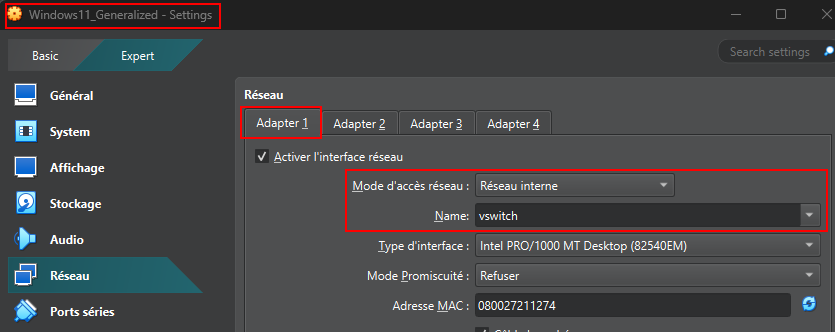 Windows11_Generalized - Settings
Basic
Expert
Search settings
Général
System
Affichage
Stockage
Audio
Réseau
Ports séries
Réseau
Adapter 1
Adapter 2
Adapter 3
Adapter 4
Activer l'interface réseau
Mode d'accès réseau : Réseau interne
Name: vswitch
Type d'interface : Intel PRO/1000 MT Desktop (82540EM)
Mode Promiscuité : Refuser
Adresse MAC : 080027211274